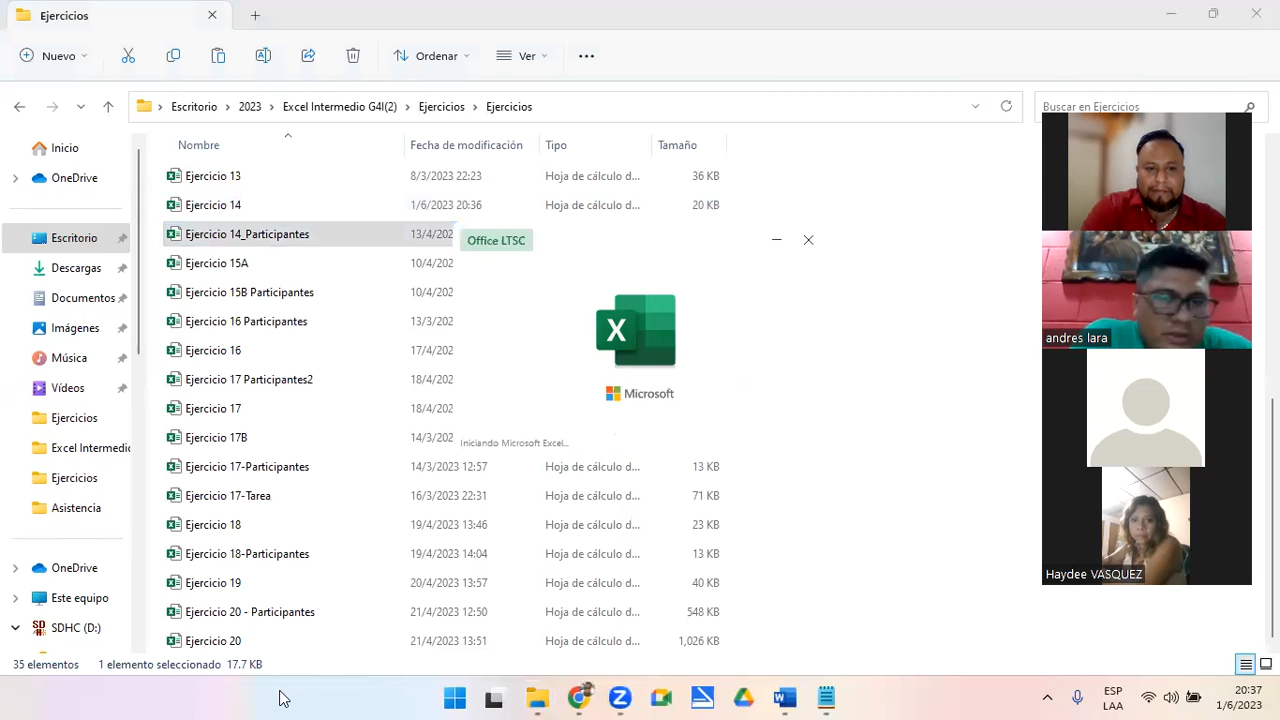 Ejercicios
Nuevo
Ordenar
Ver
Escritorio > 2023 > Excel Intermedio G4I(2) > Ejercicios > Ejercicios
Buscar en Ejercicios
Inicio
OneDrive
Escritorio
Descargas
Documentos
Imágenes
Música
Vídeos
Ejercicios
Excel Intermedic
Ejercicios
Asistencia
OneDrive
Este equipo
SDHC (D:)
Nombre Fecha de modificación Tipo Tamaño
Ejercicio 13 8/3/2023 22:23 Hoja de cálculo d... 36 KB
Ejercicio 14 1/6/2023 20:36 Hoja de cálculo d... 20 KB
Ejercicio 14_Participantes 13/4/202
Ejercicio 15A 10/4/202
Ejercicio 15B Participantes 10/4/202
Ejercicio 16 Participantes 13/3/202
Ejercicio 16 17/4/202
Ejercicio 17 Participantes2 18/4/202
Ejercicio 17 18/4/202
Ejercicio 17B 14/3/202
Ejercicio 17-Participantes 14/3/2023 12:57 Hoja de cálculo d... 13 KB
Ejercicio 17-Tarea 16/3/2023 22:31 Hoja de cálculo d... 71 KB
Ejercicio 18 19/4/2023 13:46 Hoja de cálculo d... 23 KB
Ejercicio 18-Participantes 19/4/2023 14:04 Hoja de cálculo d... 13 KB
Ejercicio 19 20/4/2023 13:57 Hoja de cálculo d... 40 KB
Ejercicio 20 - Participantes 21/4/2023 12:50 Hoja de cálculo d... 548 KB
Ejercicio 20 21/4/2023 13:51 Hoja de cálculo d... 1,026 KB
Office LTSC
X
Microsoft
Iniciando Microsoft Excel...
andres lara
Haydee VASQUEZ
35 elementos 1 elemento seleccionado 17.7 KB
ESP
LAA
20:37
1/6/2023